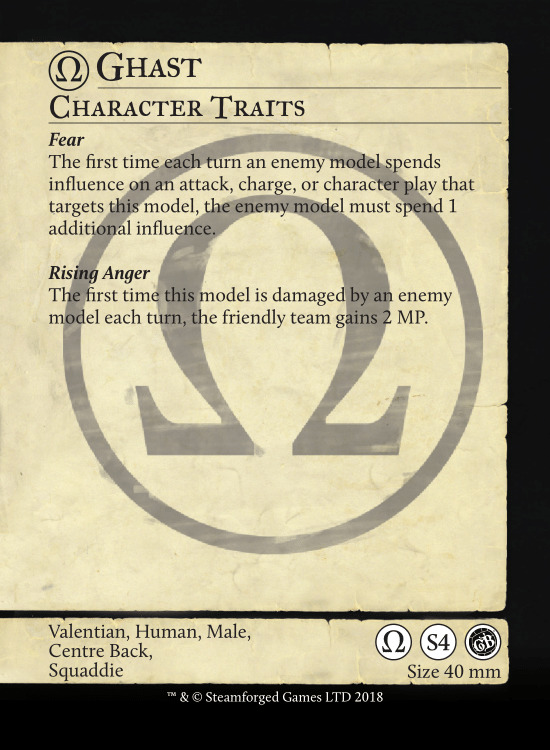 Ω Ghast
Character Traits
Fear
The first time each turn an enemy model spends
influence on an attack, charge, or character play that
targets this model, the enemy model must spend 1
additional influence.
Rising Anger
The first time this model is damaged by an enemy
model each turn, the friendly team gains 2 MP.
Ω
Valentian, Human, Male,
Centre Back,
Squaddie
Ω S4 GB
Size 40 mm
™ & © Steamforged Games LTD 2018